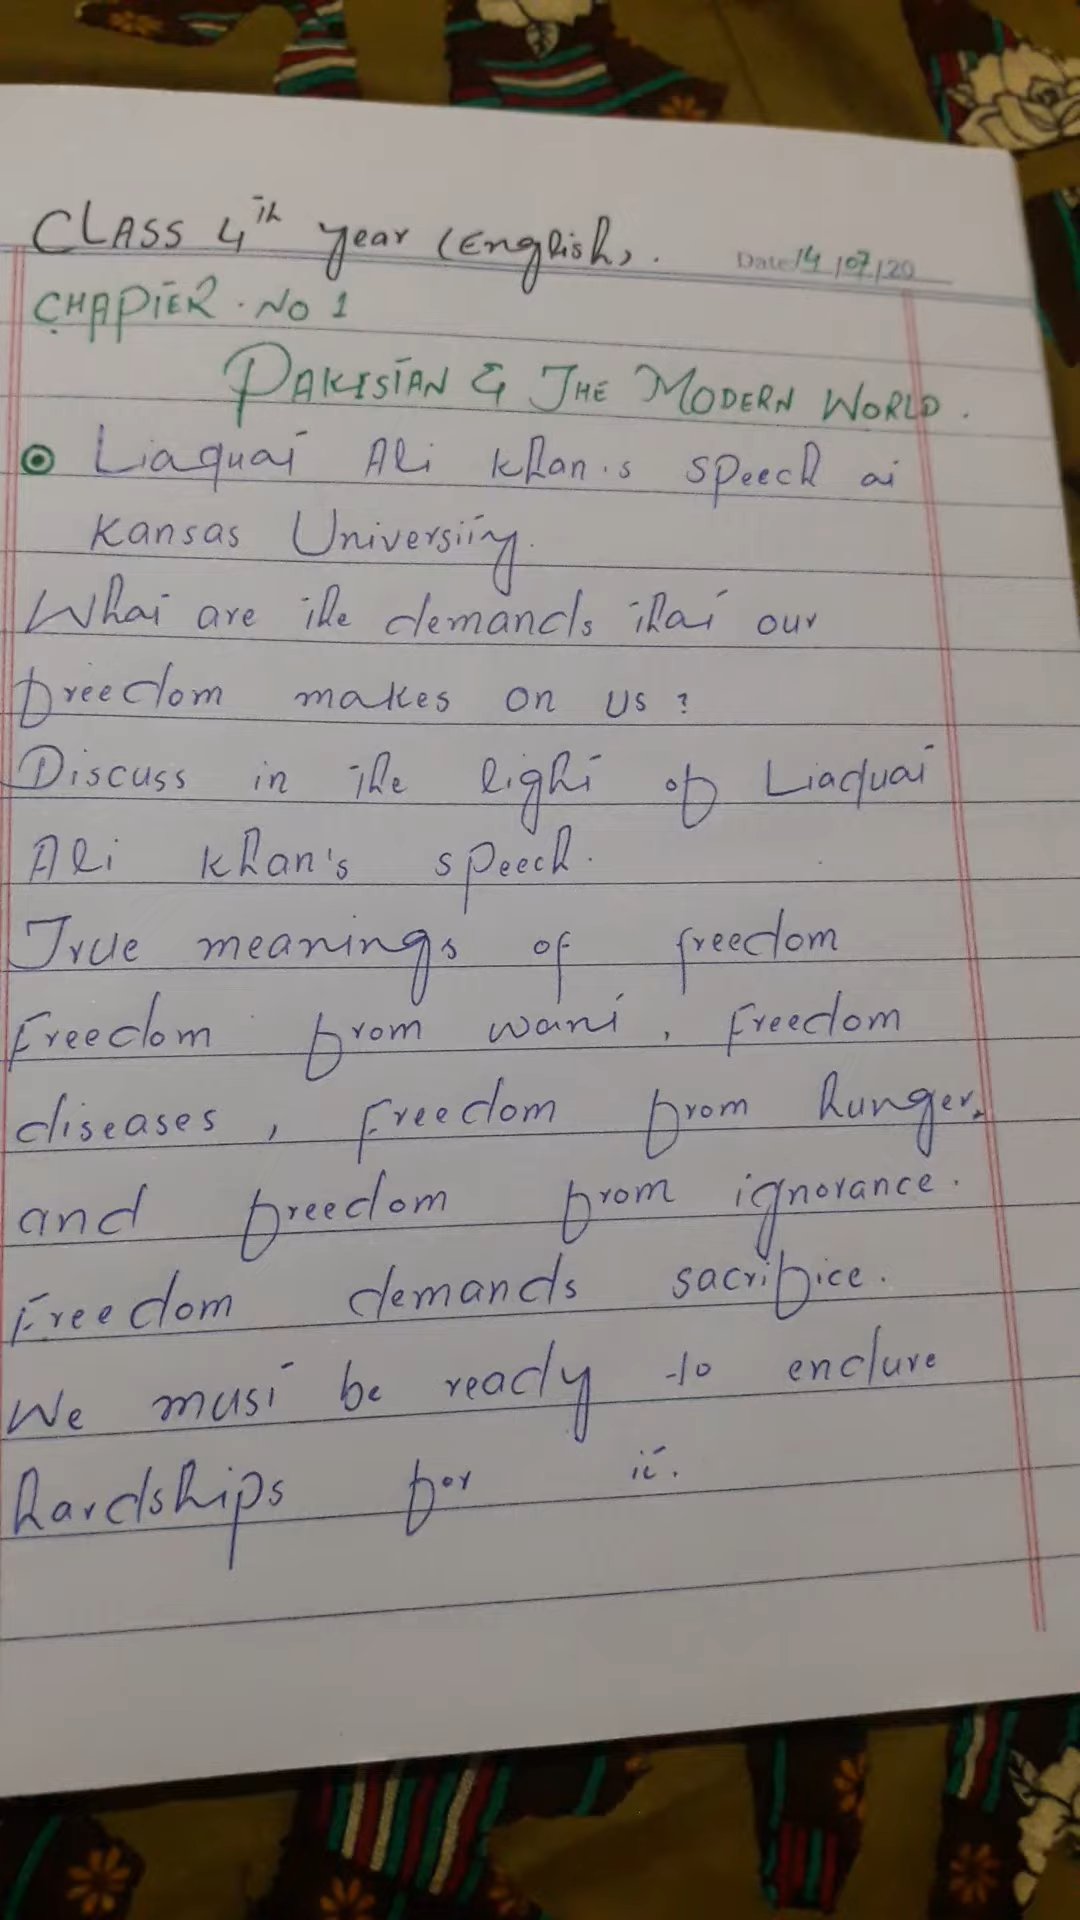 CLASS 4th year (English).
Date 14/07/20
CHAPTER. No 1
PAKISTAN & THE MODERN WORLD.
Liaquat Ali Khan.s speech at
Kansas University.
What are the demands that our
freedom makes on us?
Discuss in the light of Liaquat
Ali khan's speech.
True meanings of freedom
Freedom from want, Freedom
diseases, Freedom from hunger,
and freedom from ignorance.
Freedom demands sacrifice.
We must be ready to endure
hardships for it.